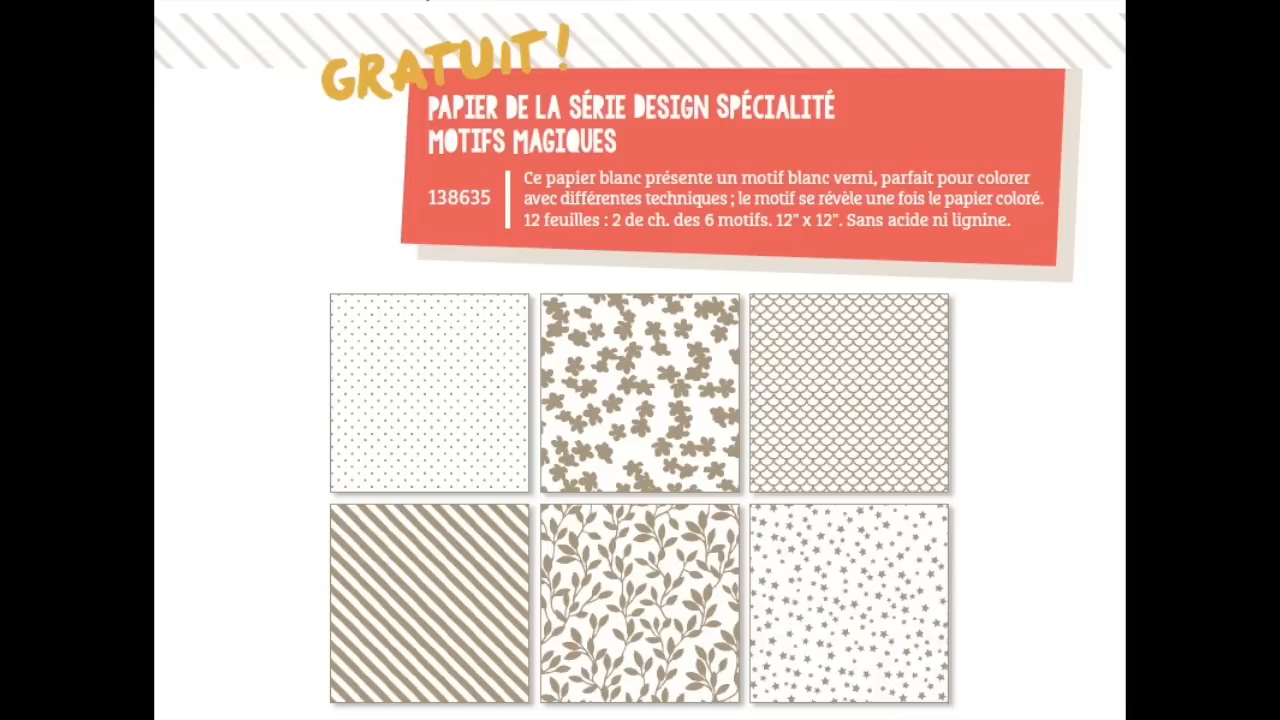 GRATUIT !
PAPIER DE LA SÉRIE DESIGN SPÉCIALITÉ
MOTIFS MAGIQUES
138635
Ce papier blanc présente un motif blanc verni, parfait pour colorer
avec différentes techniques ; le motif se révèle une fois le papier coloré.
12 feuilles : 2 de ch. des 6 motifs. 12" x 12". Sans acide ni lignine.